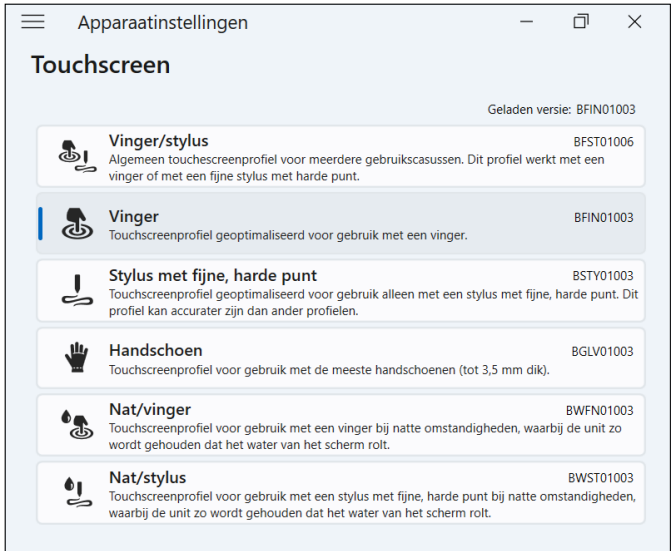 Apparaatinstellingen
Touchscreen
Geladen versie: BFIN01003
Vinger/stylus BFST01006
Algemeen touchescreenprofiel voor meerdere gebruikscasussen. Dit profiel werkt met een
vinger of met een fijne stylus met harde punt.
Vinger BFIN01003
Touchscreenprofiel geoptimaliseerd voor gebruik met een vinger.
Stylus met fijne, harde punt BSTY01003
Touchscreenprofiel geoptimaliseerd voor gebruik alleen met een stylus met fijne, harde punt. Dit
profiel kan accurater zijn dan ander profielen.
Handschoen BGLV01003
Touchscreenprofiel voor gebruik met de meeste handschoenen (tot 3,5 mm dik).
Nat/vinger BWFN01003
Touchscreenprofiel voor gebruik met een vinger bij natte omstandigheden, waarbij de unit zo
wordt gehouden dat het water van het scherm rolt.
Nat/stylus BWST01003
Touchscreenprofiel voor gebruik met een stylus met fijne, harde punt bij natte omstandigheden,
waarbij de unit zo wordt gehouden dat het water van het scherm rolt.